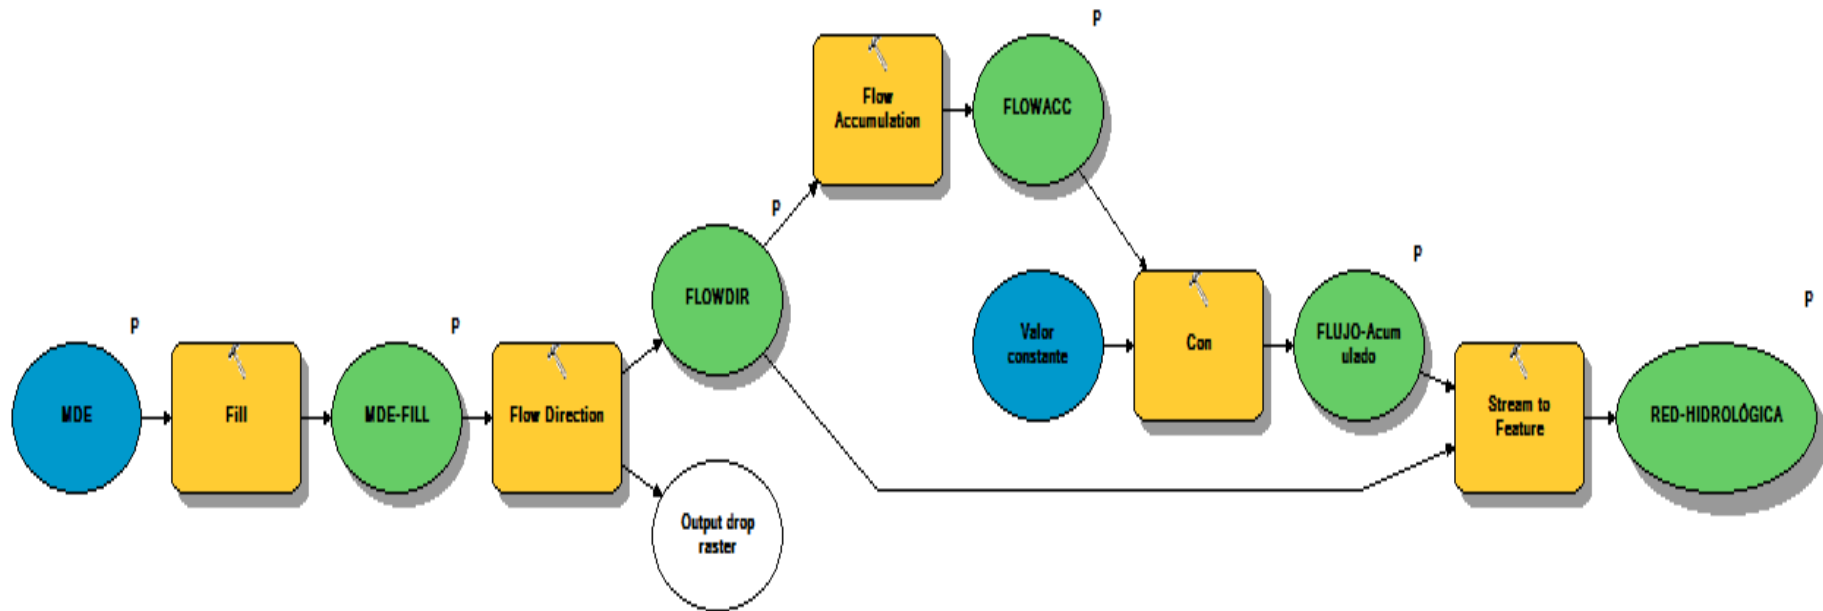 P
Flow
Accumulation
FLOWACC
P
FLOWDIR
P
Valor
constante
Con
FLUJO-Acum
ulado
P
P
MDE
Fill
P
MDE-FILL
Flow Direction
Output drop
raster
Stream to
Feature
P
RED-HIDROLÓGICA